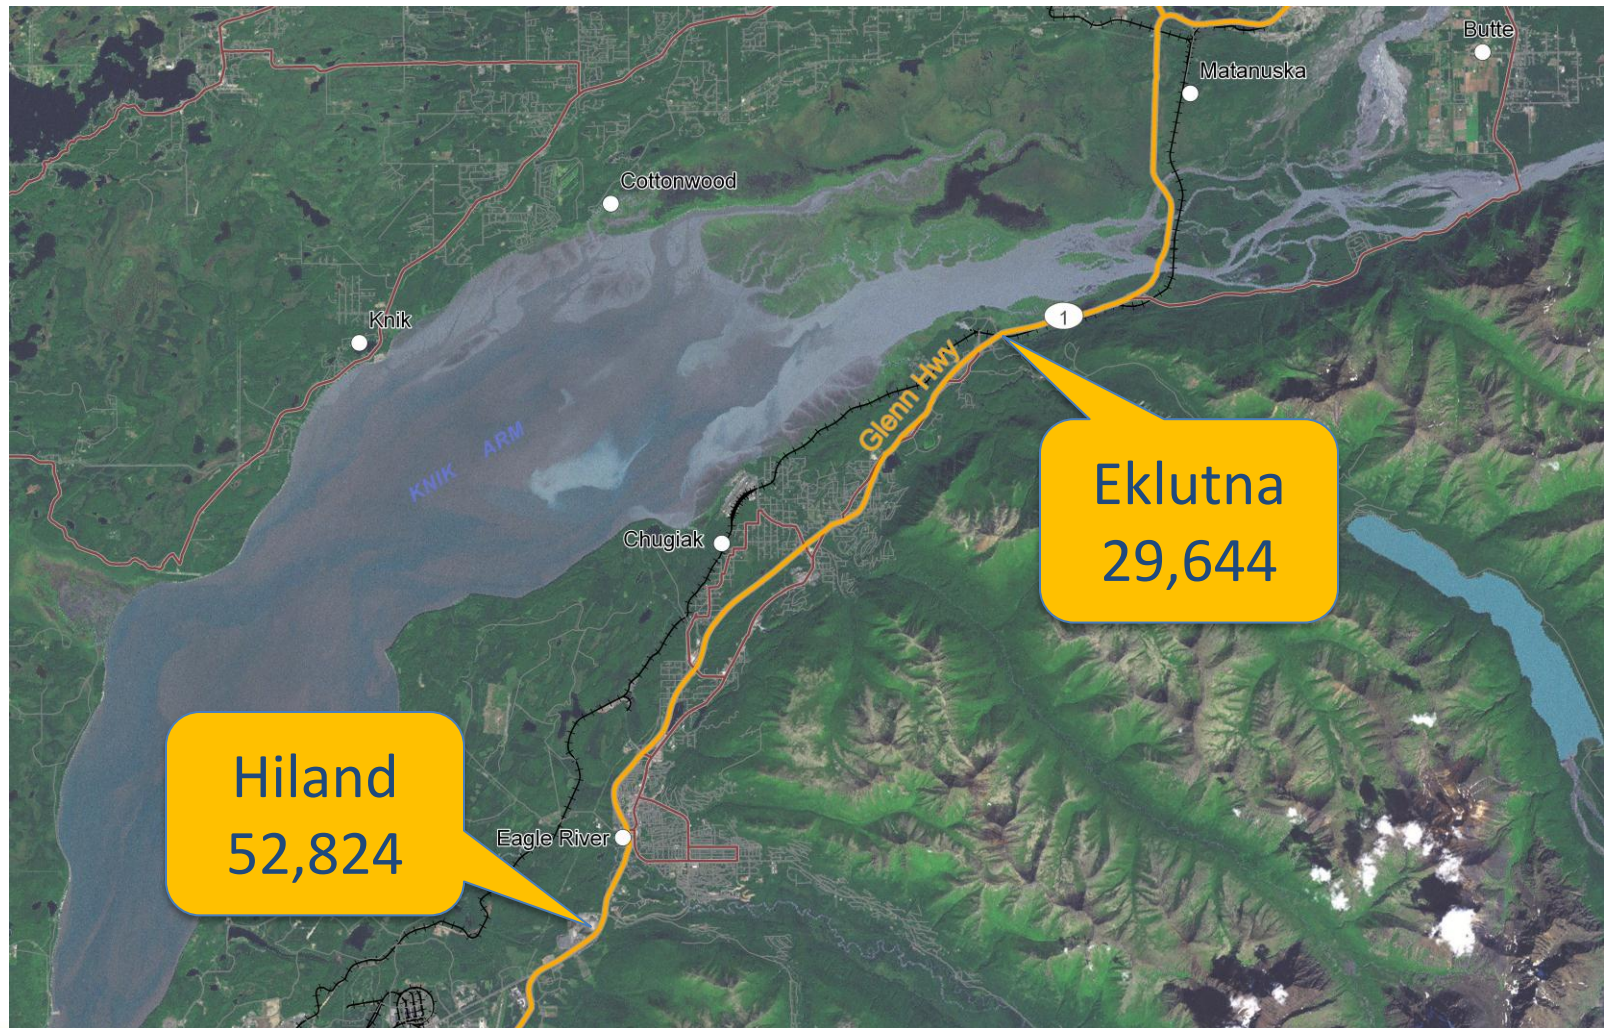 Butte
Matanuska
Cottonwood
Knik
1
Glenn Hwy
KNIK ARM
Eklutna
29,644
Chugiak
Hiland
52,824
Eagle River